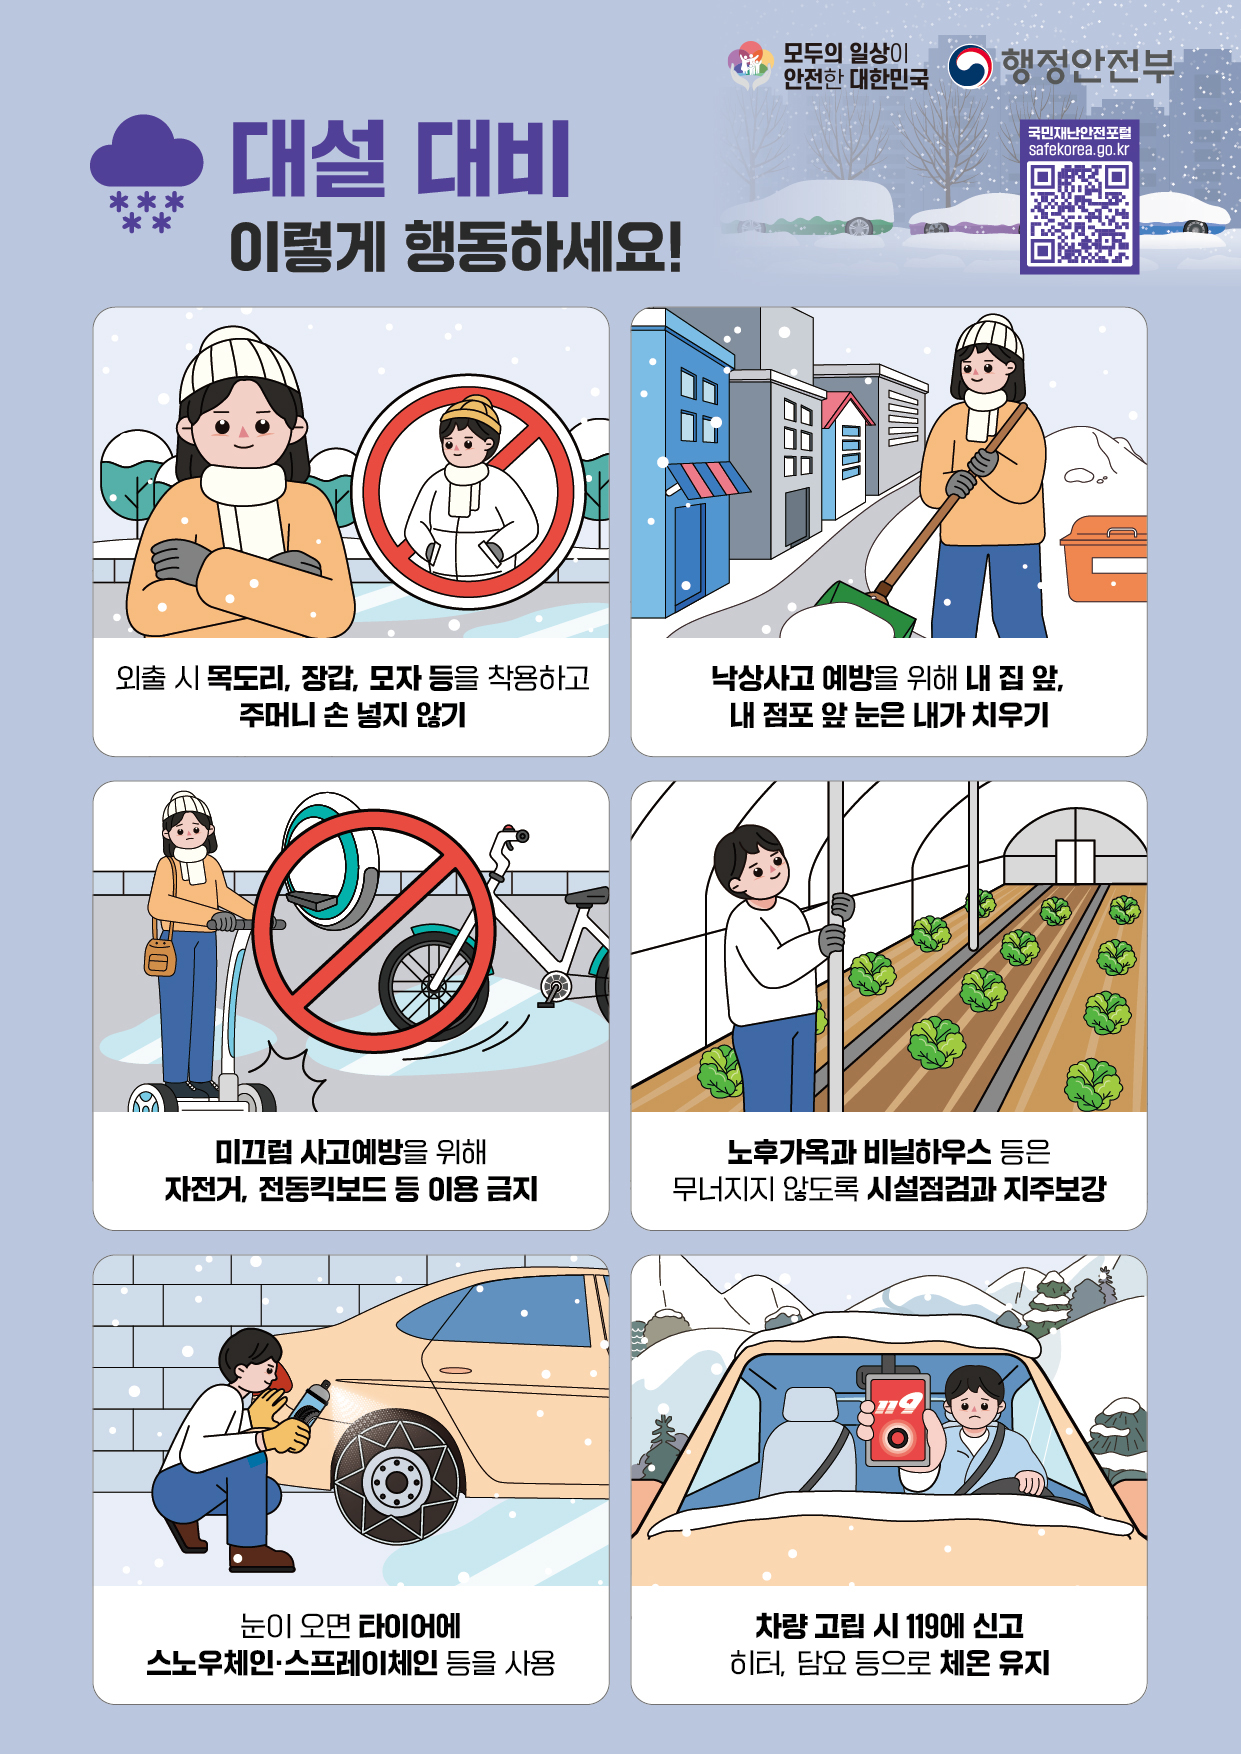 모두의 일상이
안전한 대한민국
행정안전부
국민재난안전포털
safekorea.go.kr
대설 대비
이렇게 행동하세요!
외출 시 목도리, 장갑, 모자 등을 착용하고
주머니 손 넣지 않기
낙상사고 예방을 위해 내 집 앞,
내 점포 앞 눈은 내가 치우기
미끄럼 사고예방을 위해
자전거, 전동킥보드 등 이용 금지
노후가옥과 비닐하우스 등은
무너지지 않도록 시설점검과 지주보강
119
눈이 오면 타이어에
스노우체인·스프레이체인 등을 사용
차량 고립 시 119에 신고
히터, 담요 등으로 체온 유지